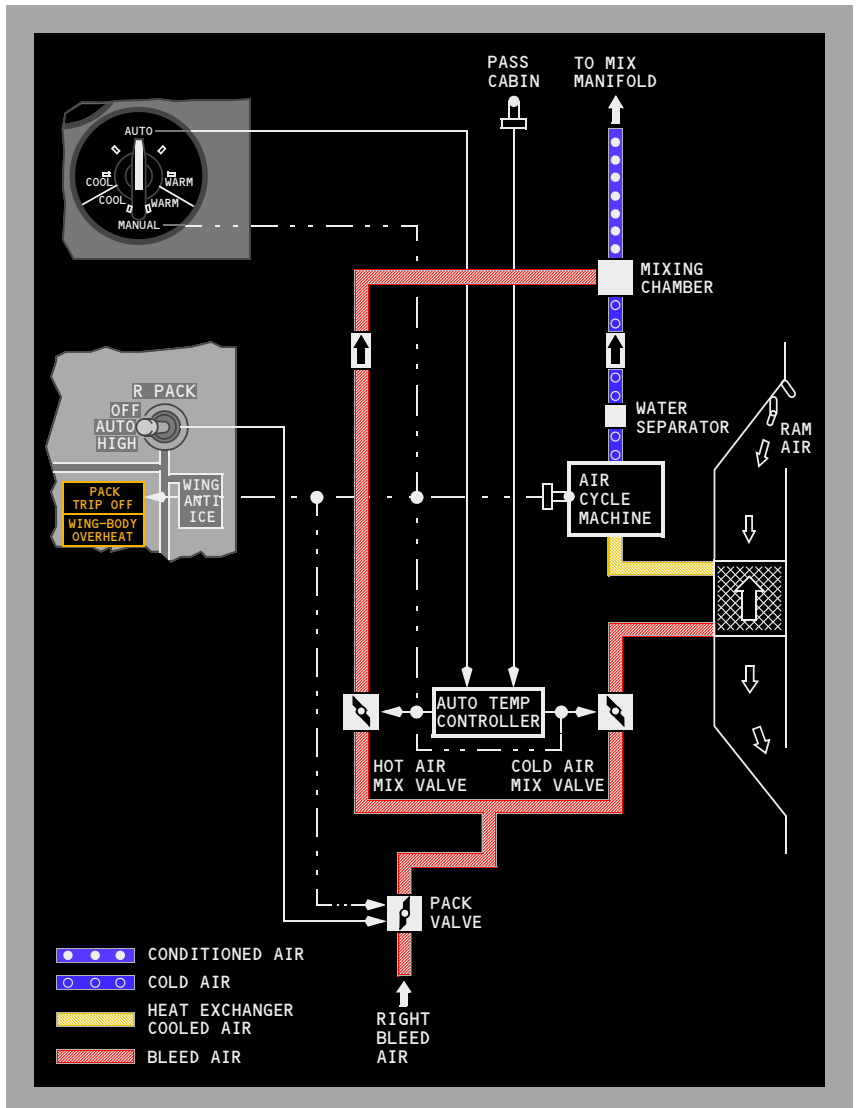 PASS
CABIN
TO MIX
MANIFOLD
AUTO
COOL
WARM
COOL
WARM
MANUAL
MIXING
CHAMBER
R PACK
OFF
AUTO
HIGH
WATER
SEPARATOR
RAM
AIR
PACK
TRIP OFF
WING-BODY
OVERHEAT
WING
ANTI
ICE
AIR
CYCLE
MACHINE
AUTO TEMP
CONTROLLER
HOT AIR
MIX VALVE
COLD AIR
MIX VALVE
PACK
VALVE
CONDITIONED AIR
COLD AIR
HEAT EXCHANGER
COOLED AIR
BLEED AIR
RIGHT
BLEED
AIR